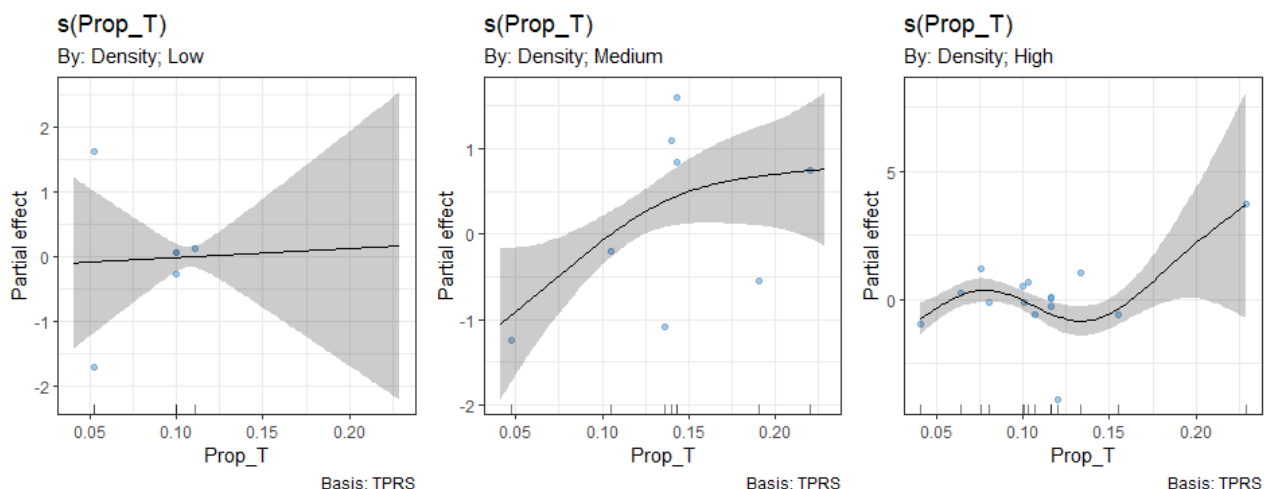 s(Prop_T)
By: Density; Low
Partial effect
2
1
0
-1
-2
0.05 0.10 0.15 0.20
Prop_T
Basis: TPRS
s(Prop_T)
By: Density; Medium
Partial effect
1
0
-1
-2
0.05 0.10 0.15 0.20
Prop_T
Basis: TPRS
s(Prop_T)
By: Density; High
Partial effect
5
0
0.05 0.10 0.15 0.20
Prop_T
Basis: TPRS